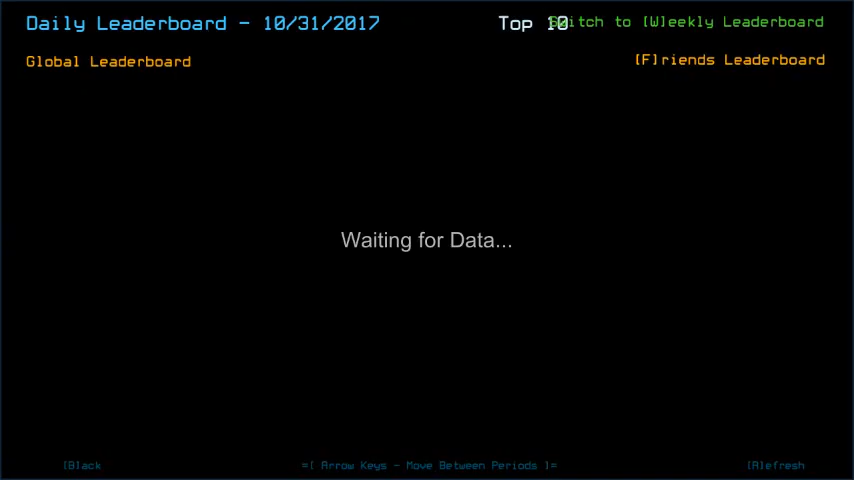 Daily Leaderboard - 10/31/2017
Top 10
Switch to [W]eekly Leaderboard
Global Leaderboard
[F]riends Leaderboard
Waiting for Data...
[B]ack
=[ Arrow Keys - Move Between Periods ]=
[R]efresh